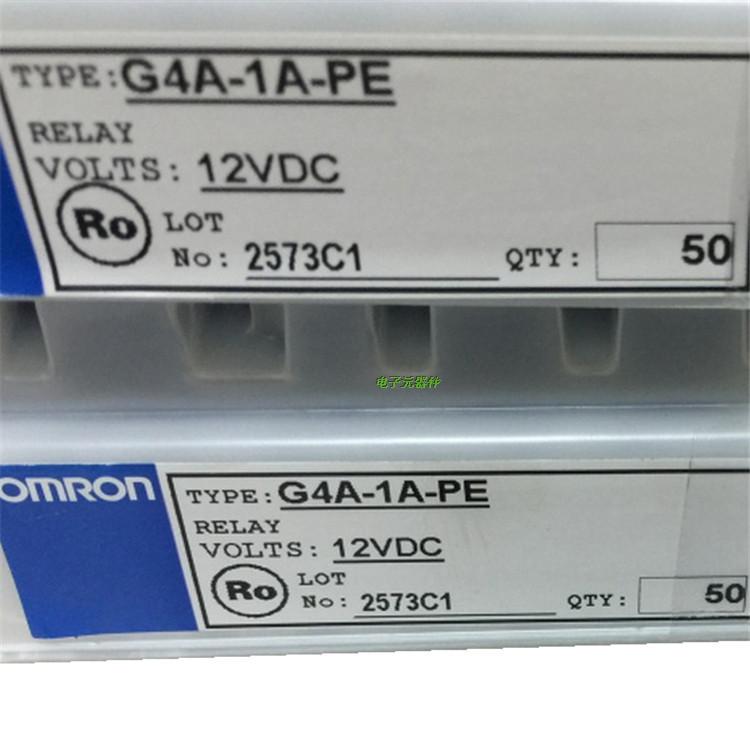 TYPE: G4A-1A-PE
RELAY
VOLTS: 12VDC
Ro
LOT
No: 2573C1 QTY: 50
电子元器件
OMRON
TYPE: G4A-1A-PE
RELAY
VOLTS: 12VDC
Ro
LOT
No: 2573C1 QTY: 50